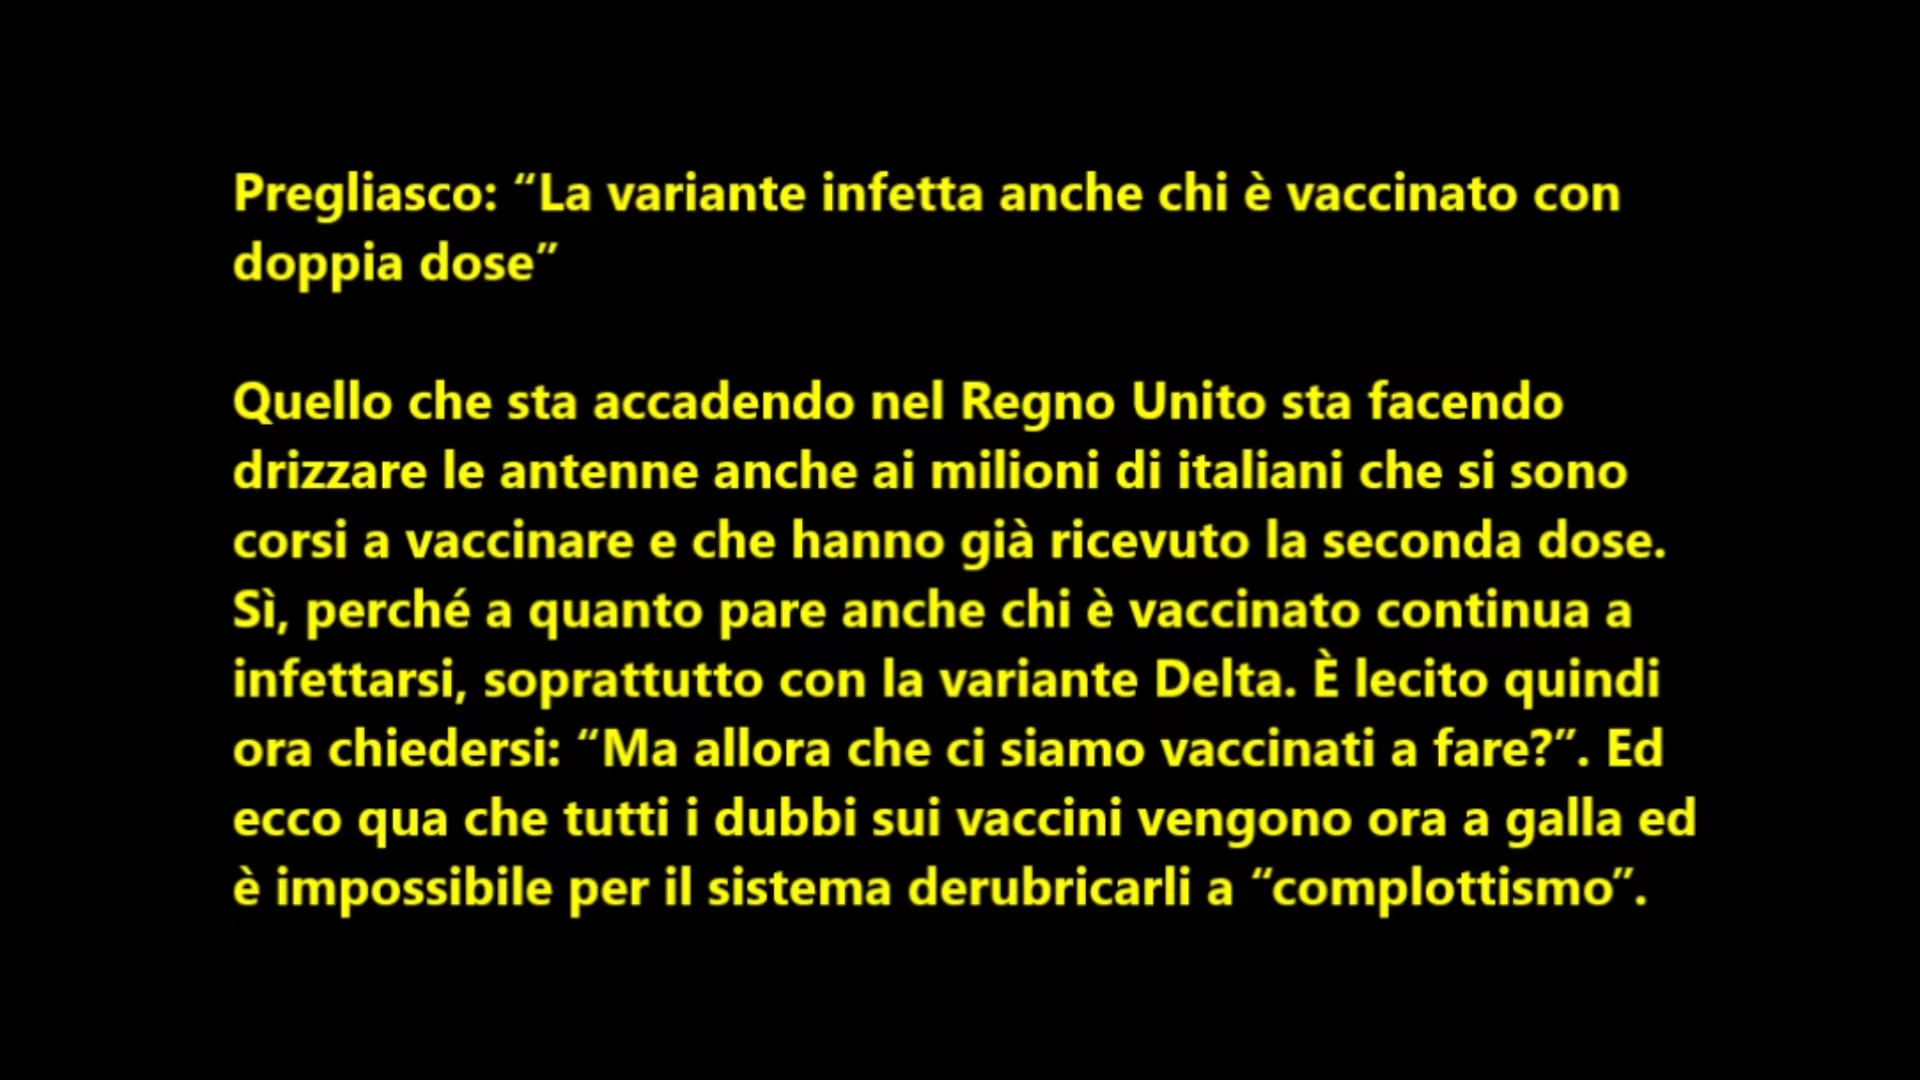 Pregliasco: “La variante infetta anche chi è vaccinato con
doppia dose”
Quello che sta accadendo nel Regno Unito sta facendo
drizzare le antenne anche ai milioni di italiani che si sono
corsi a vaccinare e che hanno già ricevuto la seconda dose.
Sì, perché a quanto pare anche chi è vaccinato continua a
infettarsi, soprattutto con la variante Delta. È lecito quindi
ora chiedersi: “Ma allora che ci siamo vaccinati a fare?”. Ed
ecco qua che tutti i dubbi sui vaccini vengono ora a galla ed
è impossibile per il sistema derubricarli a “complottismo”.